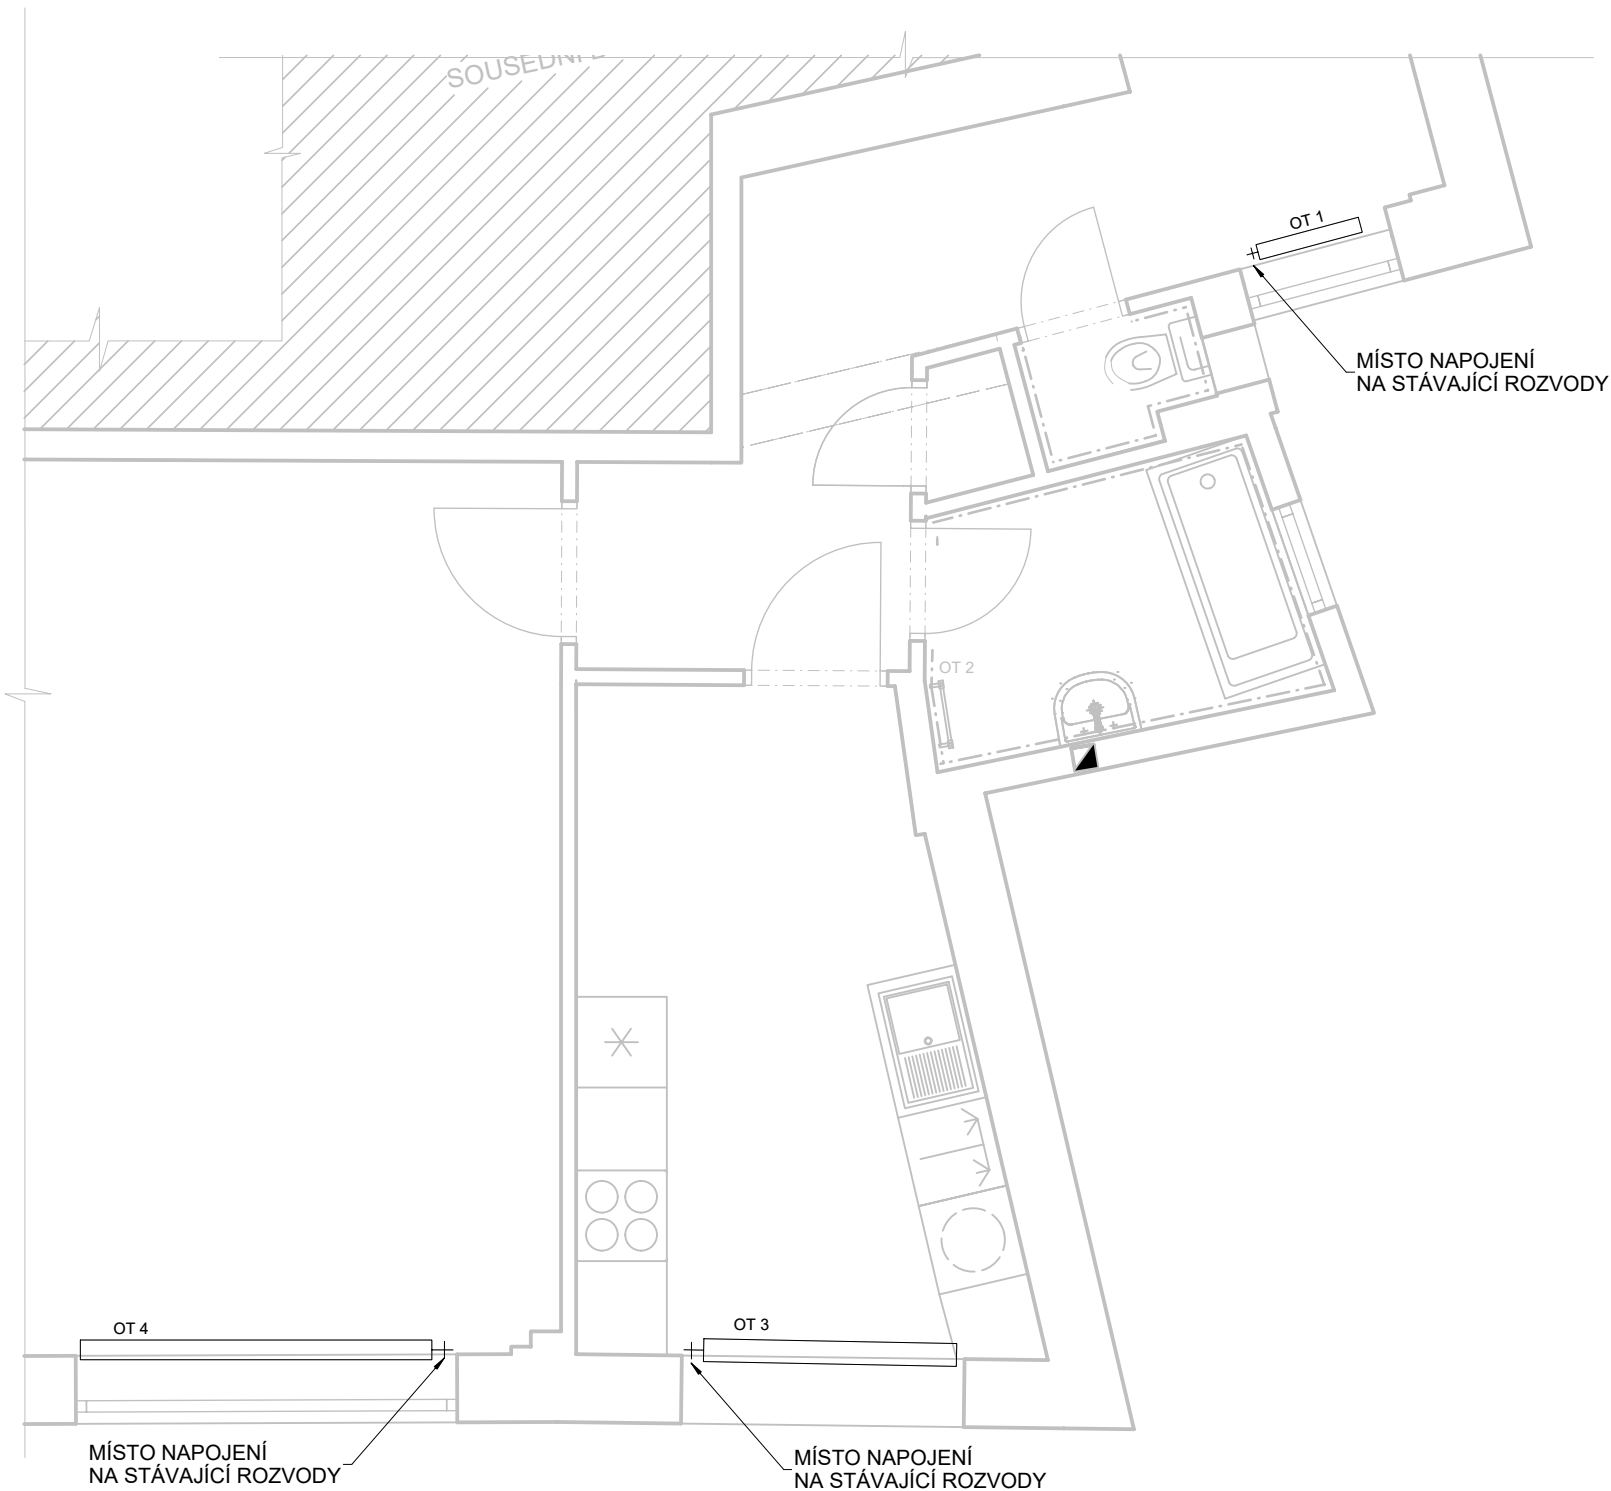 SOUSEDNÍ
OT 1
MÍSTO NAPOJENÍ
NA STÁVAJÍCÍ ROZVODY
OT 2
OT 4
OT 3
MÍSTO NAPOJENÍ
NA STÁVAJÍCÍ ROZVODY
MÍSTO NAPOJENÍ
NA STÁVAJÍCÍ ROZVODY